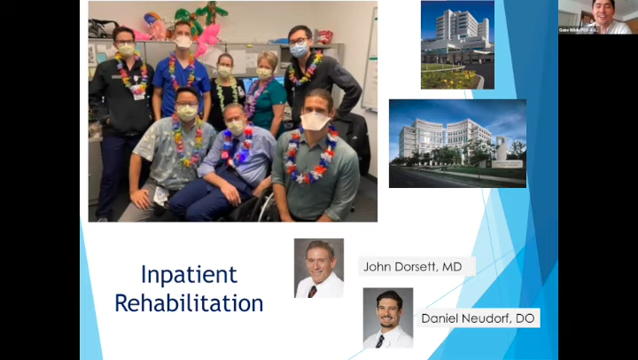 Inpatient
Rehabilitation
John Dorsett, MD
Daniel Neudorf, DO